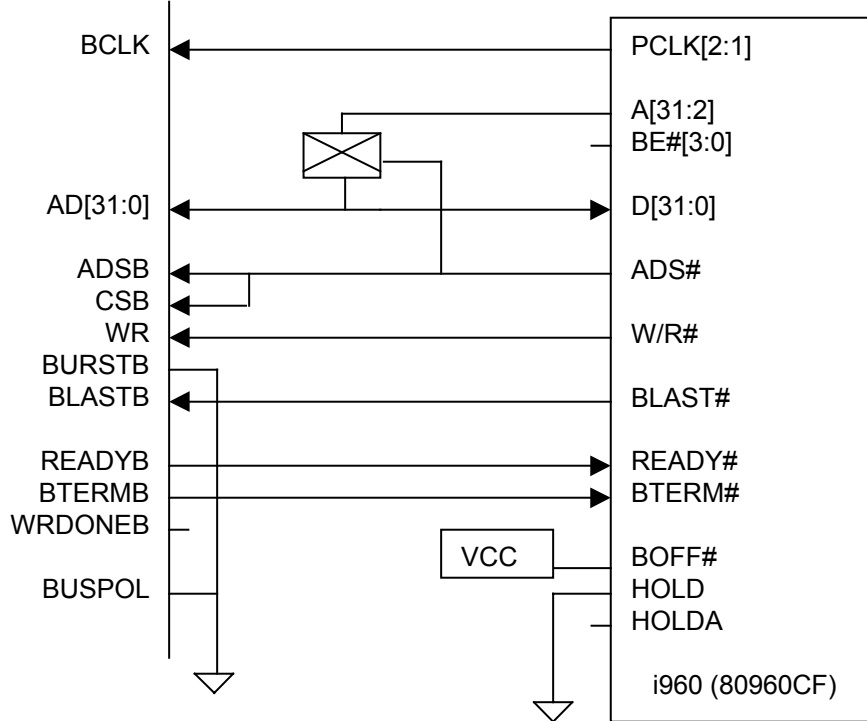 BCLK PCLK[2:1]
A[31:2]
BE#[3:0]
AD[31:0] D[31:0]
ADSB ADS#
CSB
WR W/R#
BURSTB
BLASTB BLAST#
READYB READY#
BTERMB BTERM#
WRDONEB
VCC BOFF#
BUSPOL HOLD
HOLDA
i960 (80960CF)